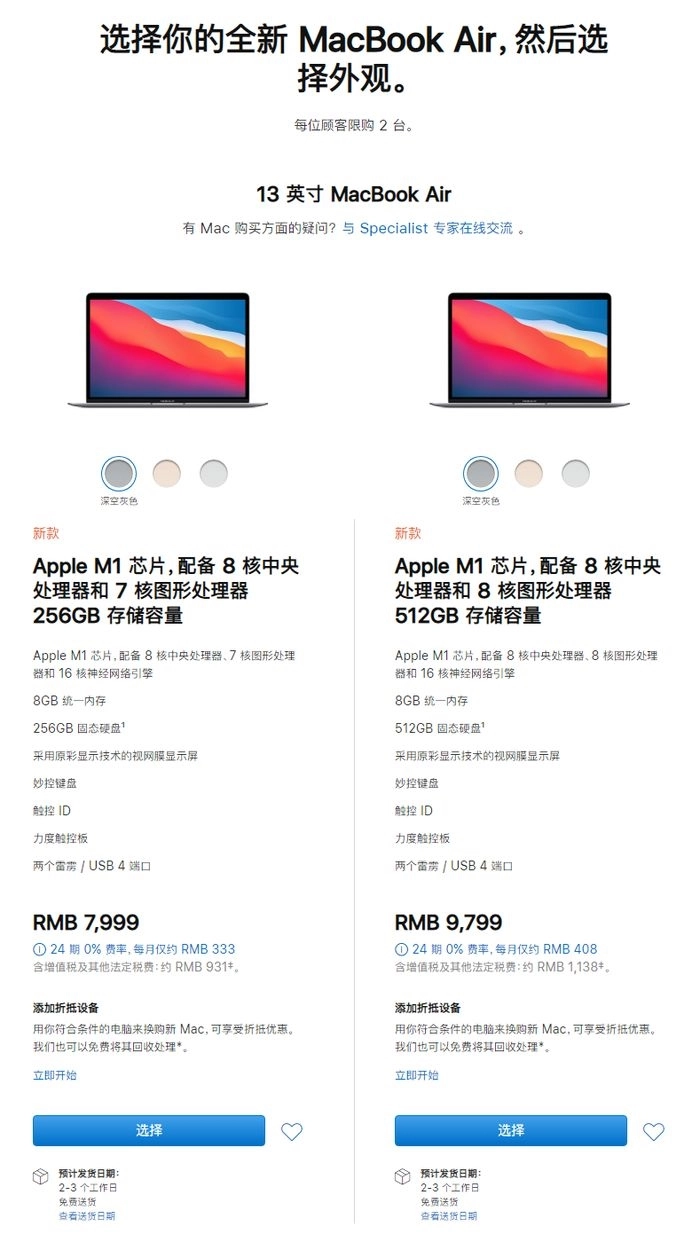 选择你的全新 MacBook Air，然后选
择外观。
每位顾客限购 2 台。
13 英寸 MacBook Air
有 Mac 购买方面的疑问？与 Specialist 专家在线交流 。
深空灰色
新款
Apple M1 芯片，配备 8 核中央
处理器和 7 核图形处理器
256GB 存储容量
Apple M1 芯片，配备 8 核中央处理器、7 核图形处理
器和 16 核神经网络引擎
8GB 统一内存
256GB 固态硬盘¹
采用原彩显示技术的视网膜显示屏
妙控键盘
触控 ID
力度触控板
两个雷雳 / USB 4 端口
RMB 7,999
24 期 0% 费率，每月仅约 RMB 333
含增值税及其他法定税费：约 RMB 931‡。
添加折抵设备
用你符合条件的电脑来换购新 Mac，可享受折抵优惠。
我们也可以免费将其回收处理*。
立即开始
选择
预计发货日期：
2-3 个工作日
免费送货
查看送货日期
深空灰色
新款
Apple M1 芯片，配备 8 核中央
处理器和 8 核图形处理器
512GB 存储容量
Apple M1 芯片，配备 8 核中央处理器、8 核图形处理
器和 16 核神经网络引擎
8GB 统一内存
512GB 固态硬盘¹
采用原彩显示技术的视网膜显示屏
妙控键盘
触控 ID
力度触控板
两个雷雳 / USB 4 端口
RMB 9,799
24 期 0% 费率，每月仅约 RMB 408
含增值税及其他法定税费：约 RMB 1,138‡。
添加折抵设备
用你符合条件的电脑来换购新 Mac，可享受折抵优惠。
我们也可以免费将其回收处理*。
立即开始
选择
预计发货日期：
2-3 个工作日
免费送货
查看送货日期